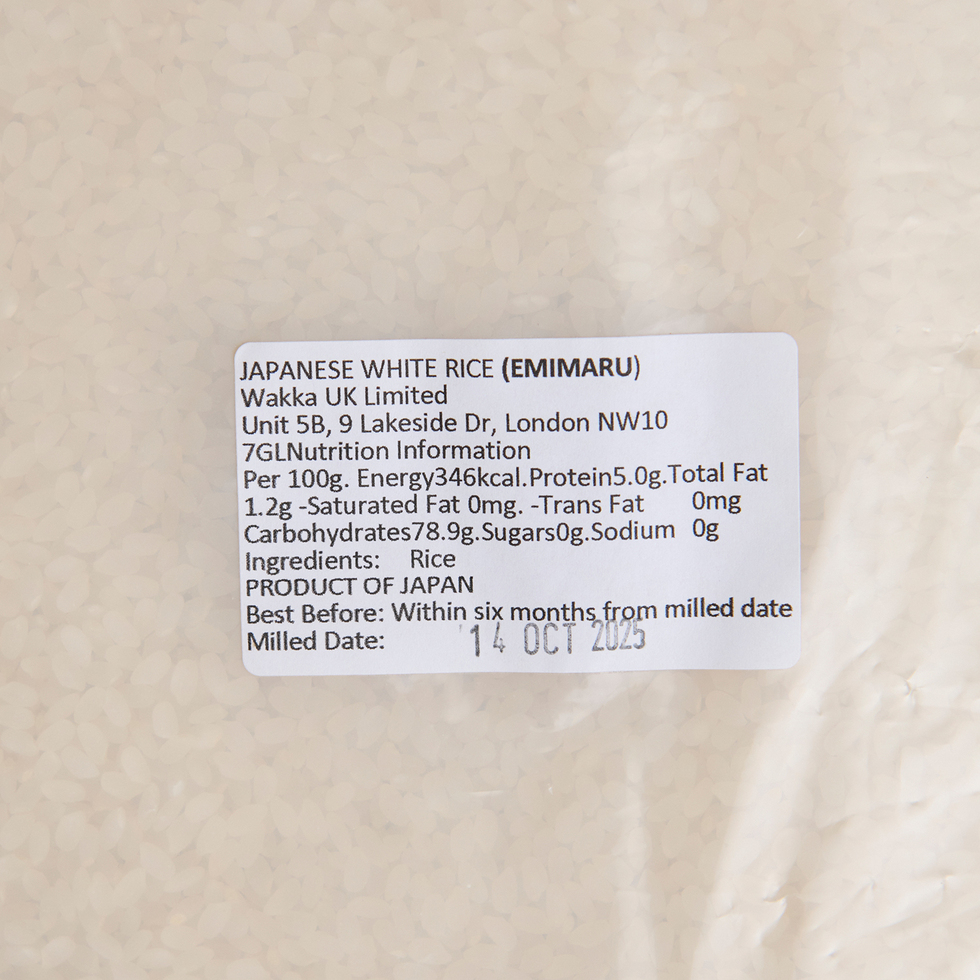 JAPANESE WHITE RICE (EMIMARU)
Wakka UK Limited
Unit 5B, 9 Lakeside Dr, London NW10
7GLNutrition Information
Per 100g. Energy346kcal.Protein5.0g.Total Fat
1.2g -Saturated Fat 0mg. -Trans Fat 0mg
Carbohydrates78.9g.Sugars0g.Sodium 0g
Ingredients: Rice
PRODUCT OF JAPAN
Best Before: Within six months from milled date
Milled Date: 14 OCT 2025